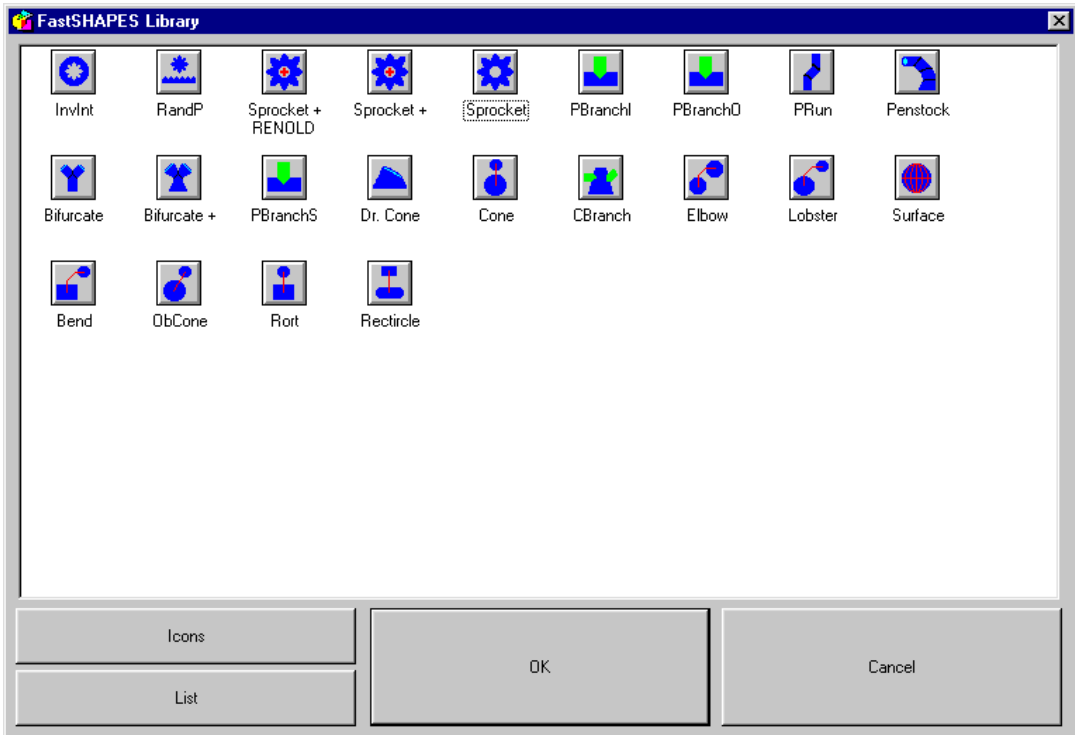 FastSHAPES Library
InvInt RandP Sprocket + Sprocket + Sprocket PBranchI PBranchO PRun Penstock
RENOLD
Bifurcate Bifurcate + PBranchS Dr. Cone Cone CBranch Elbow Lobster Surface
Bend ObCone Rort Rectircle
Icons
OK Cancel
List